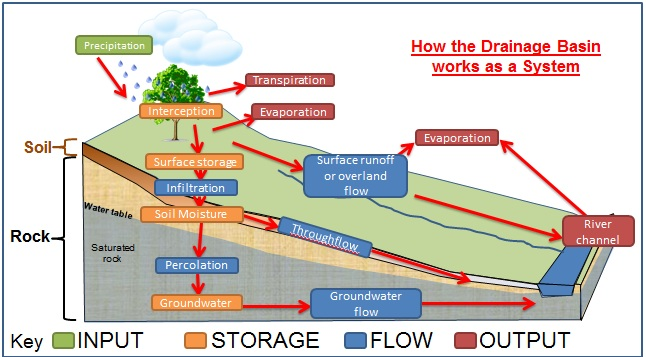 How the Drainage Basin
works as a System
Precipitation
Transpiration
Interception
Evaporation
Evaporation
Soil
Surface storage
Surface runoff
or overland
flow
Infiltration
Water table
Soil Moisture
Throughflow
River
channel
Rock
Saturated
rock
Percolation
Groundwater
Groundwater
flow
Key
INPUT
STORAGE
FLOW
OUTPUT